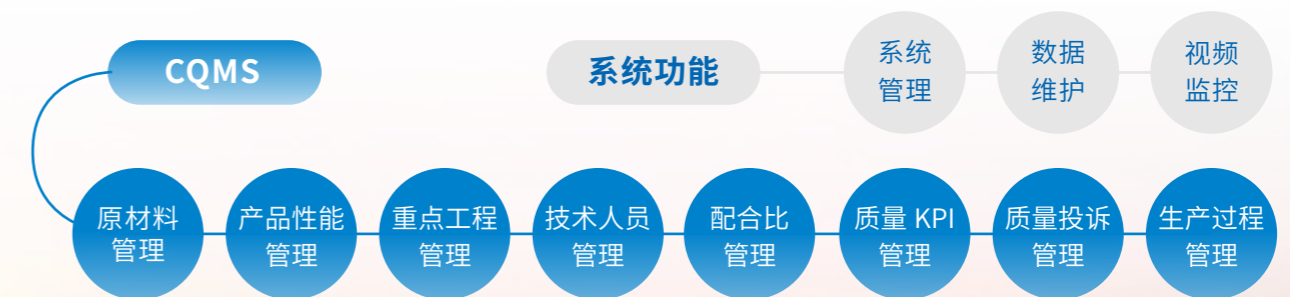 CQMS
系统功能
系统
管理
数据
维护
视频
监控
原材料
管理
产品性能
管理
重点工程
管理
技术人员
管理
配合比
管理
质量 KPI
管理
质量投诉
管理
生产过程
管理